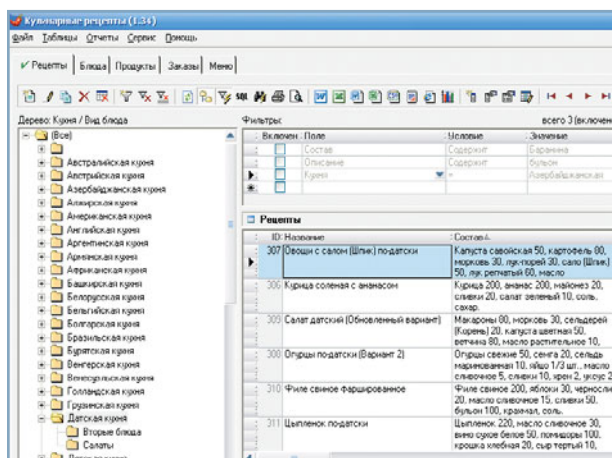 Кулинарные рецепты (1.34)
Файл Таблицы Отчеты Сервис Помощь
Рецепты Блюда Продукты Заказы Меню
SQL
Дерево: Кухня / Вид блюда
(Все)
Австралийская кухня
Австрийская кухня
Азербайджанская кухня
Алжирская кухня
Американская кухня
Английская кухня
Аргентинская кухня
Армянская кухня
Африканская кухня
Башкирская кухня
Белорусская кухня
Бельгийская кухня
Болгарская кухня
Бразильская кухня
Бурятская кухня
Венгерская кухня
Венесуэльская кухня
Голландская кухня
Грузинская кухня
Датская кухня
Вторые блюда
Салаты
Фильтры: всего 3 (включен
Включен Поле Условие Значение
Состав Содержит Баранина
Описание Содержит бульон
Кухня = Азербайджанская
Рецепты
ID Название Состав
307 Овощи с салом (Шпик) по-датски
Капуста савойская 50, картофель 80,
морковь 30, лук-порей 30, сало (Шпик)
50, лук репчатый 60, масло
306 Курица соленая с ананасом
Курица 200, ананас 200, майонез 20,
сливки 20, салат зеленый 10, соль,
сахар.
309 Салат датский (Обновленный вариант)
Макароны 80, морковь 30, сельдерей
(Корень) 20, капуста цветная 50,
ветчина 80, масло растительное 10,
308 Огурцы по-датски (Вариант 2)
Огурцы свежие 50, семга 20, сельдь
маринованная 10, яйцо 1/3 шт., масло
сливочное 5, сливки 10, хрен 2, уксус 2
310 Филе свиное фаршированное
Филе свиное 200, яблоки 30, чернослив
20, масло сливочное 15, сливки 50,
бульон 100, крахмал, соль.
311 Цыпленок по-датски
Цыпленок 220, масло сливочное 30,
вино сухое белое 50, помидоры 100,
крошка хлебная 20, сыр тертый 10,